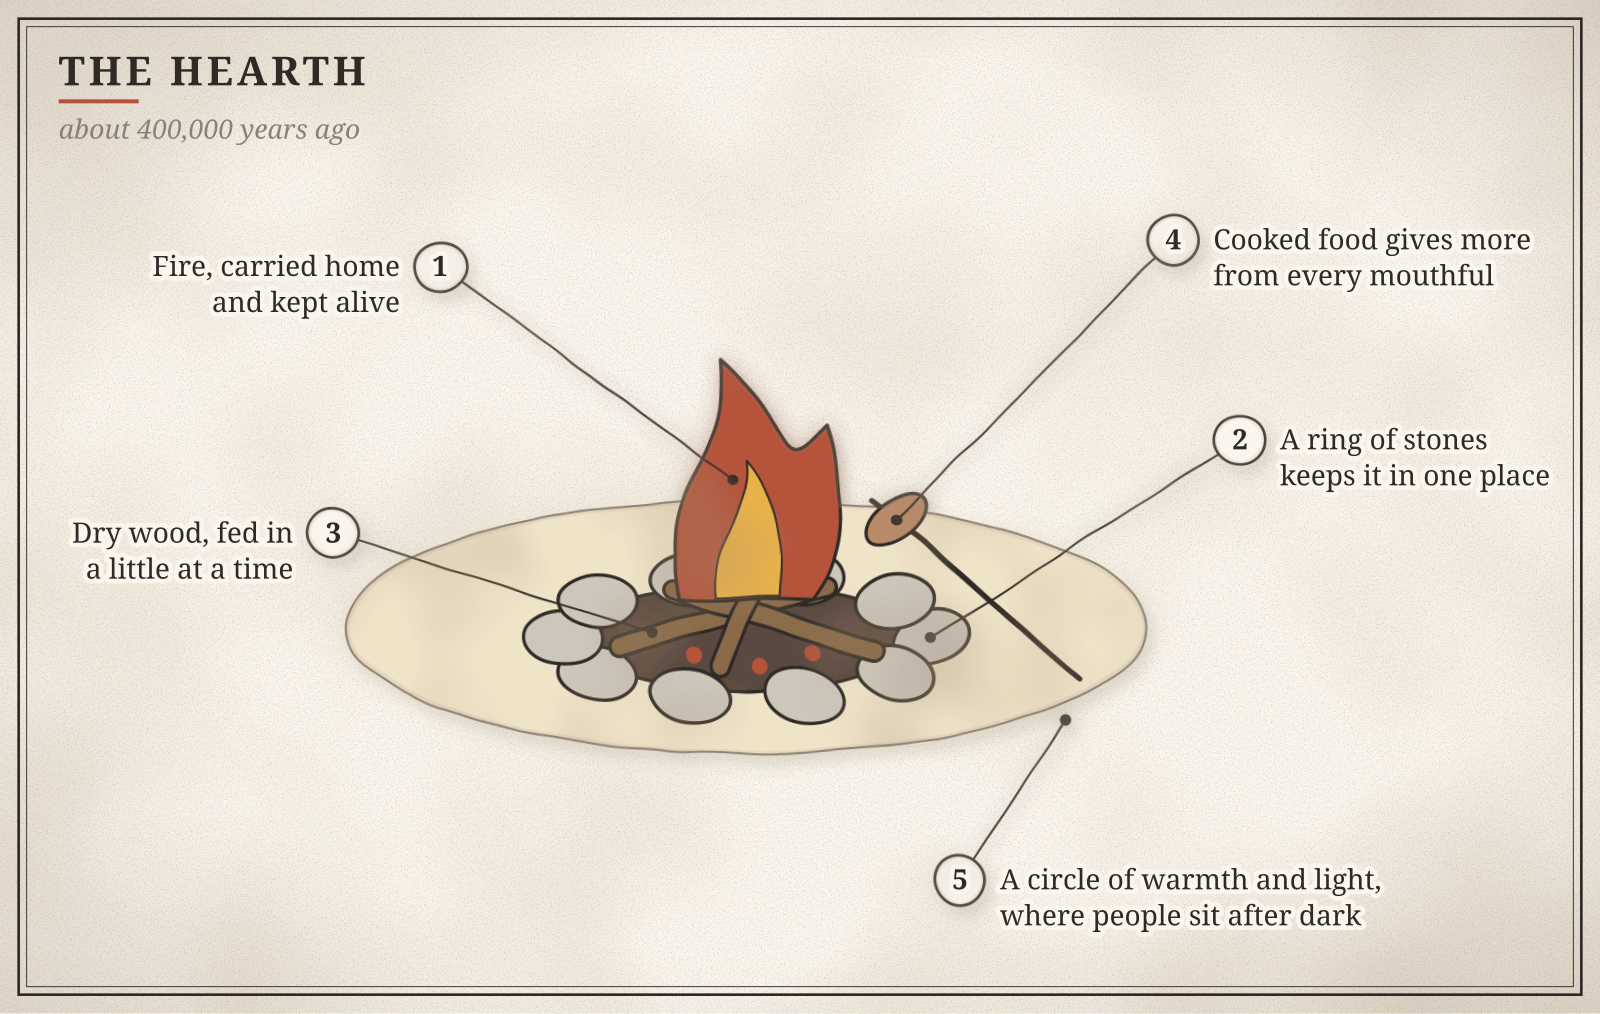 THE HEARTH
about 400,000 years ago
1
Fire, carried home
and kept alive
4
Cooked food gives more
from every mouthful
2
A ring of stones
keeps it in one place
3
Dry wood, fed in
a little at a time
5
A circle of warmth and light,
where people sit after dark